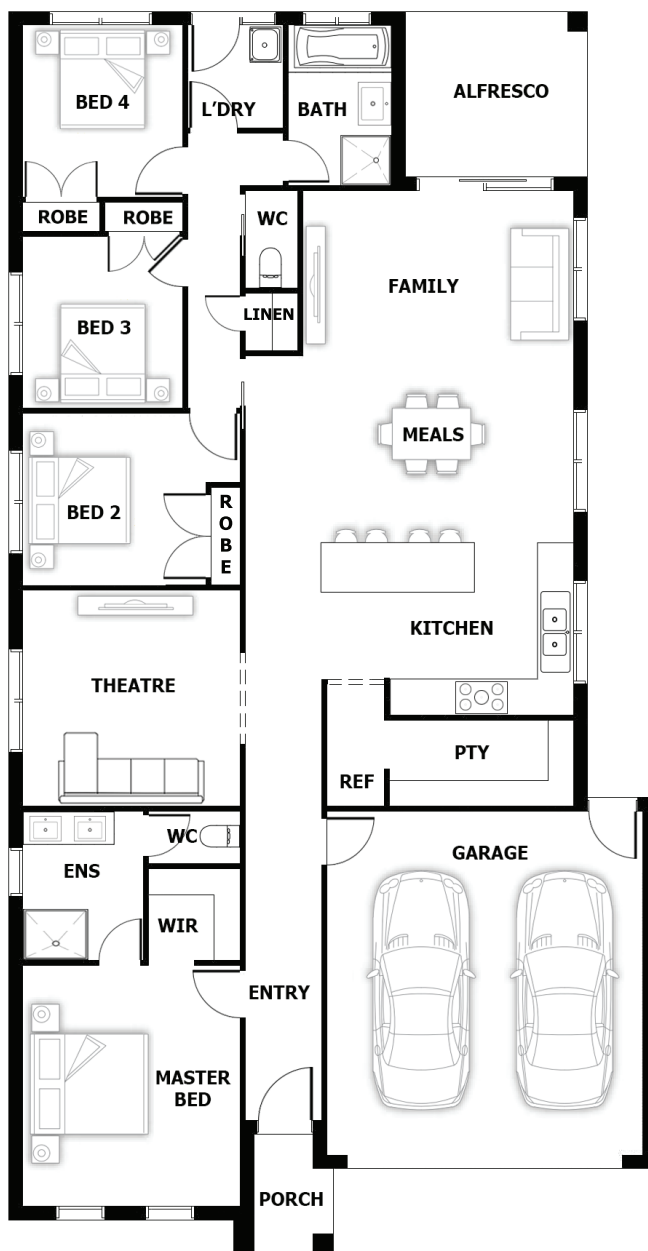 BED 4
L'DRY
BATH
ALFRESCO
ROBE
ROBE
WC
FAMILY
LINEN
BED 3
MEALS
BED 2
R
O
B
E
KITCHEN
THEATRE
PTY
REF
WC
GARAGE
ENS
WIR
ENTRY
MASTER
BED
PORCH